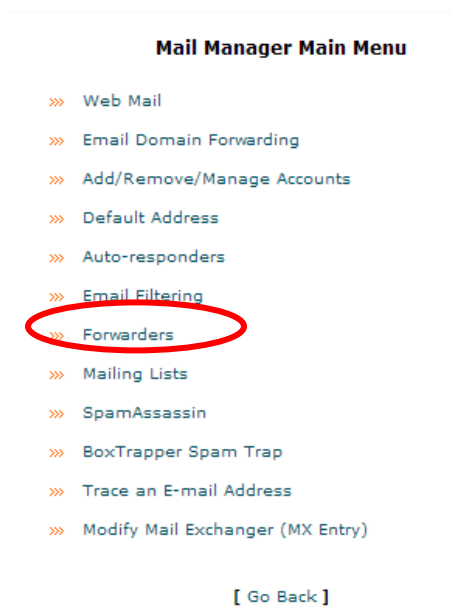 Mail Manager Main Menu
»» Web Mail
»» Email Domain Forwarding
»» Add/Remove/Manage Accounts
»» Default Address
»» Auto-responders
»» Email Filtering
»» Forwarders
»» Mailing Lists
»» SpamAssassin
»» BoxTrapper Spam Trap
»» Trace an E-mail Address
»» Modify Mail Exchanger (MX Entry)
[ Go Back ]